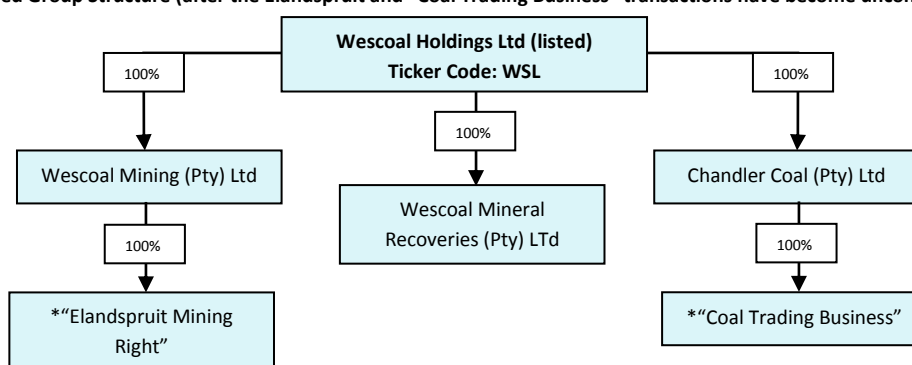 ed Group Structure (after the Elandspruit and "Coal Trading Business" transactions have become uncon
Wescoal Holdings Ltd (listed)
Ticker Code: WSL
100%
100%
100%
Wescoal Mining (Pty) Ltd
Wescoal Mineral
Recoveries (Pty) LTd
Chandler Coal (Pty) Ltd
100%
100%
*“Elandspruit Mining
Right”
*“Coal Trading Business”